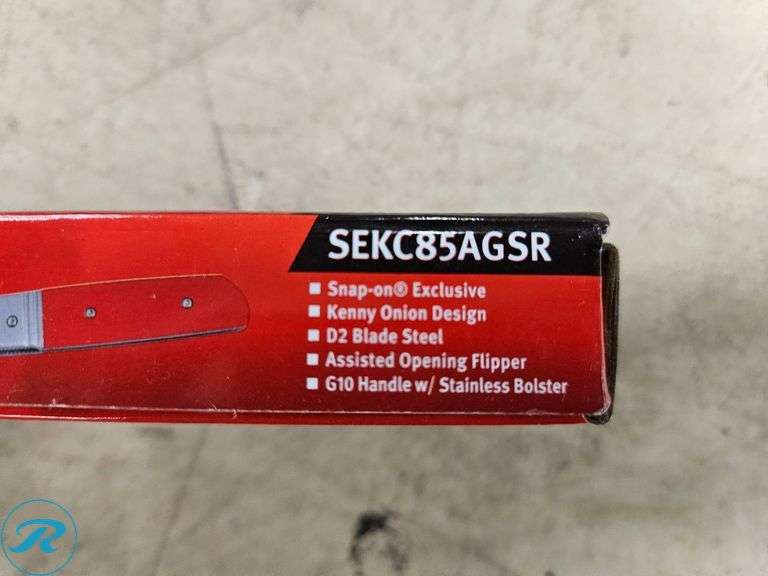 SEKC85AGSR
■ Snap-on® Exclusive
■ Kenny Onion Design
■ D2 Blade Steel
■ Assisted Opening Flipper
■ G10 Handle w/ Stainless Bolster
R